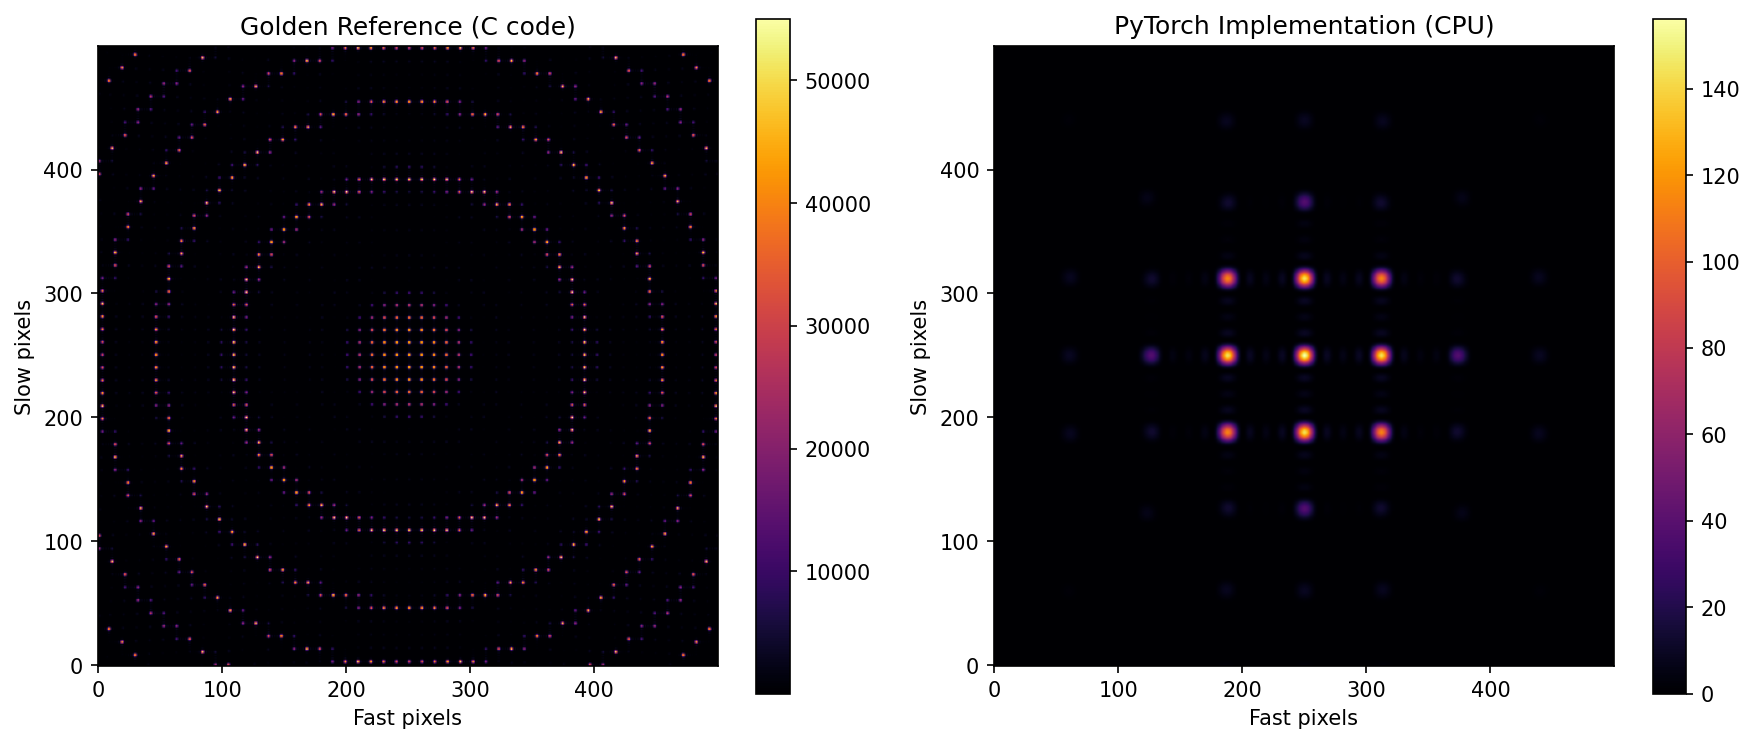 Golden Reference (C code)
Slow pixels
400
300
200
100
0
0 100 200 300 400
Fast pixels
50000
40000
30000
20000
10000
PyTorch Implementation (CPU)
Slow pixels
400
300
200
100
0
0 100 200 300 400
Fast pixels
140
120
100
80
60
40
20
0